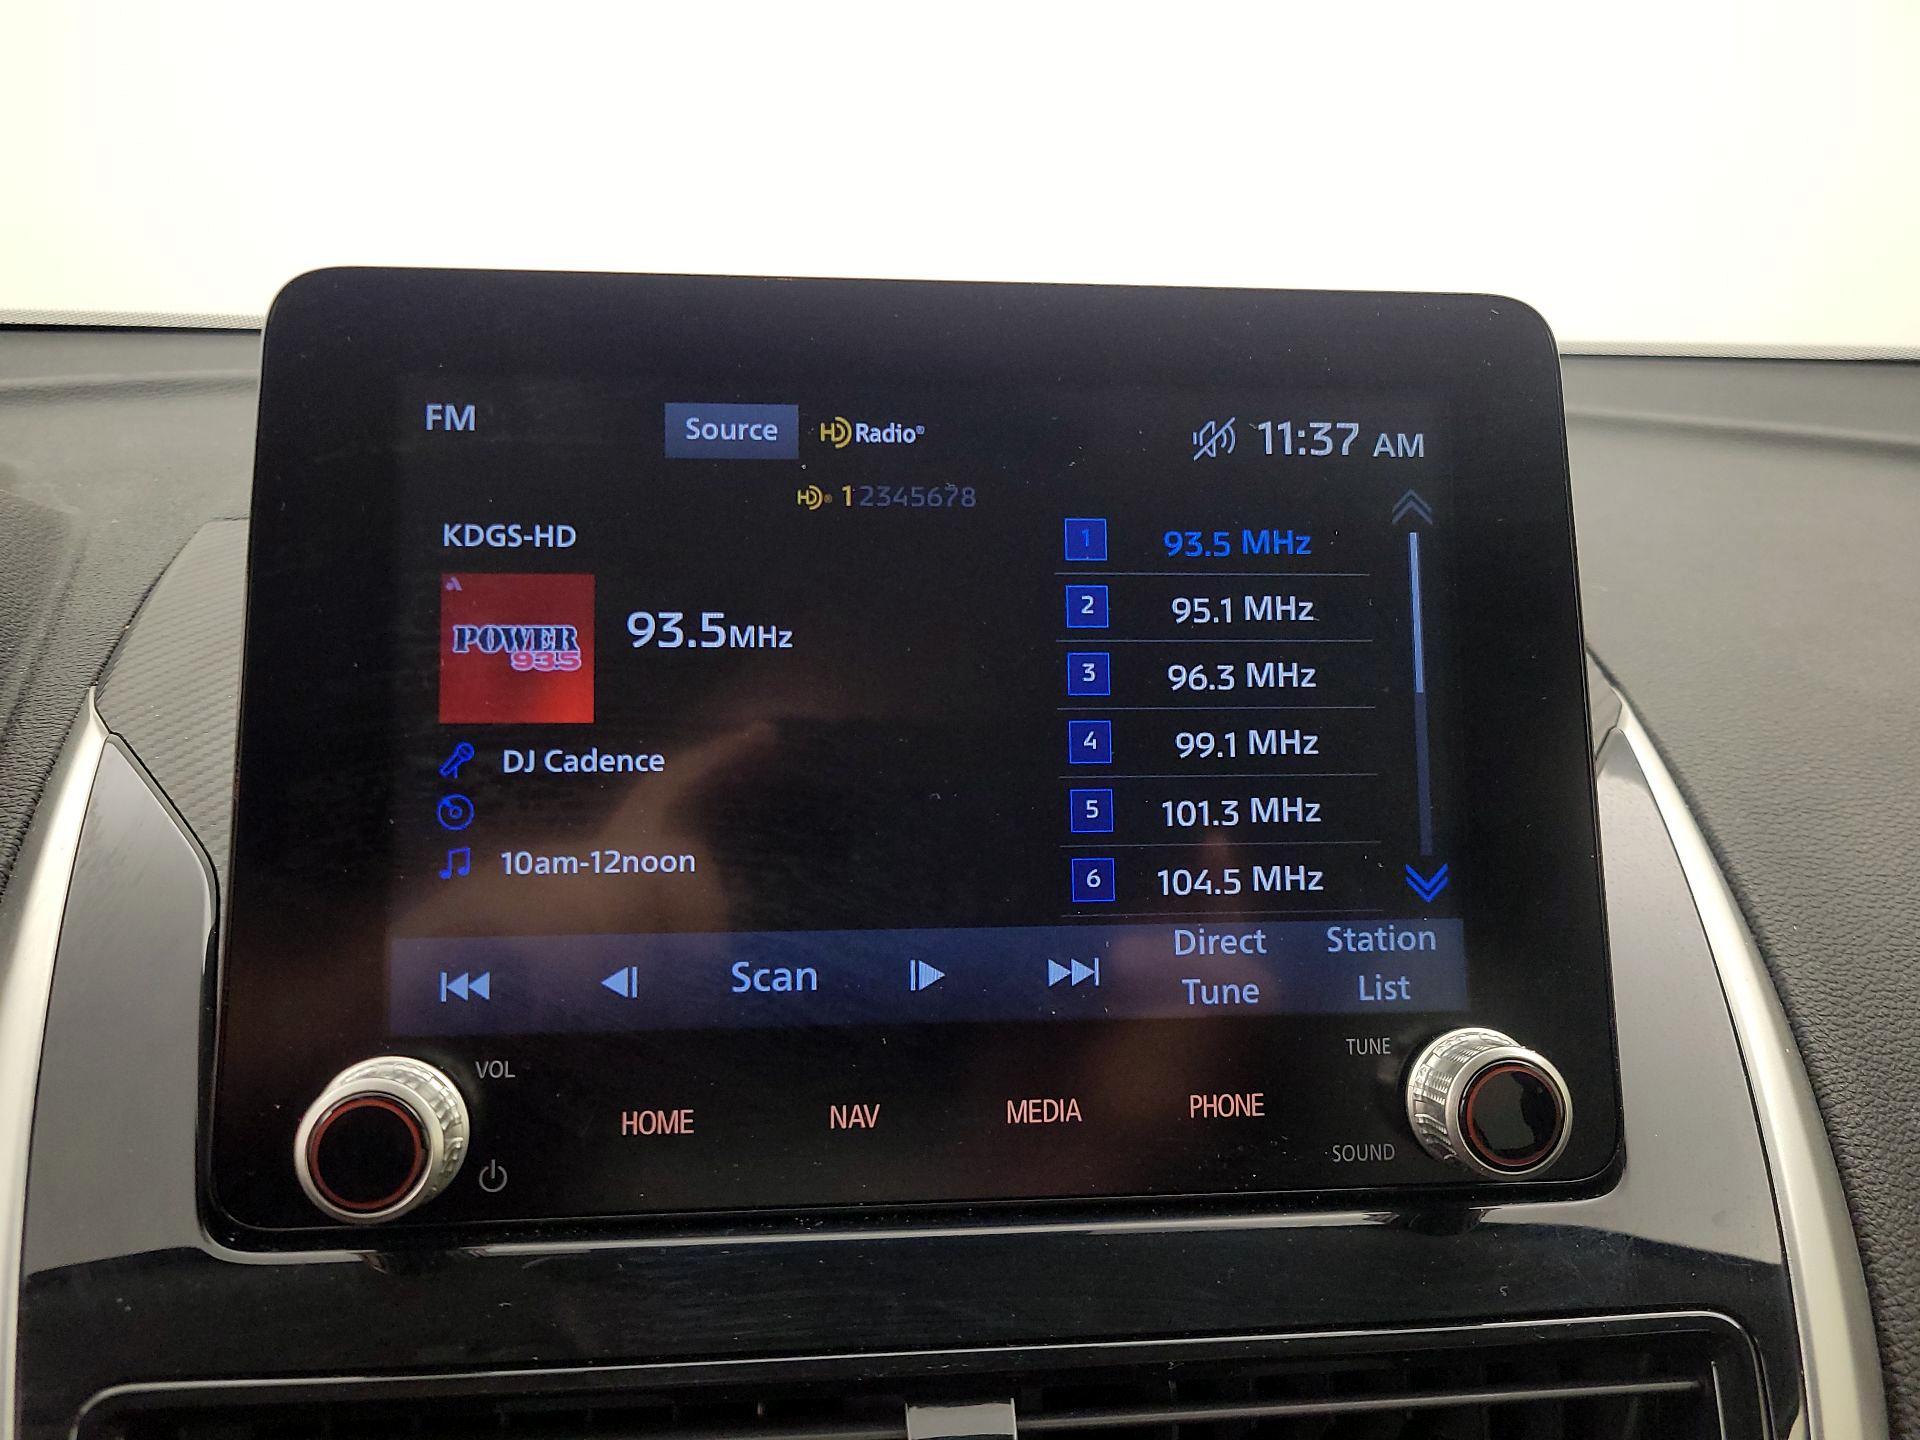 FM
Source
HD Radio®
11:37 AM
HD® 12345678
KDGS-HD
POWER
93.5
93.5 MHz
DJ Cadence
10am-12noon
1 93.5 MHz
2 95.1 MHz
3 96.3 MHz
4 99.1 MHz
5 101.3 MHz
6 104.5 MHz
Scan
Direct
Tune
Station
List
VOL
HOME
NAV
MEDIA
PHONE
TUNE
SOUND